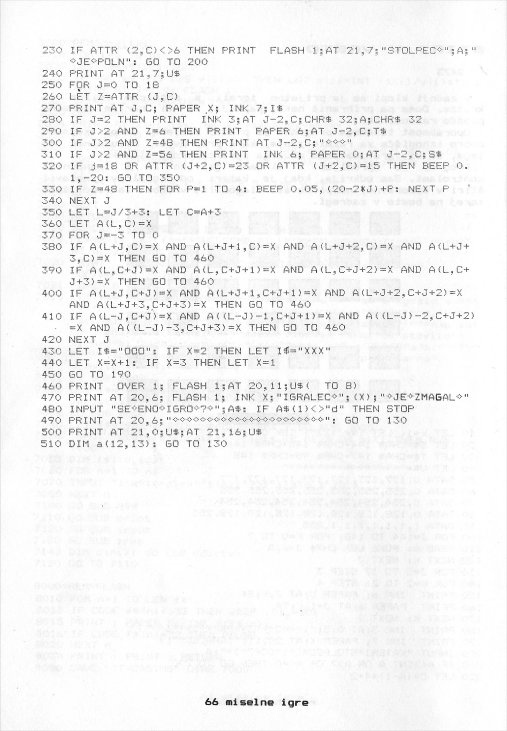 230 IF ATTR (2,C)<>6 THEN PRINT  FLASH 1;AT 21,7;"STOLPEC◇";A;"
◇JE◇POLN": GO TO 200
240 PRINT AT 21,7;U$
250 FOR J=0 TO 18
260 LET Z=ATTR (J,C)
270 PRINT AT J,C; PAPER X; INK 7;I$
280 IF J=2 THEN PRINT  INK 3;AT J-2,C;CHR$ 32;A;CHR$ 32
290 IF J>2 AND Z=6 THEN PRINT  PAPER 6;AT J-2,C;T$
300 IF J>2 AND Z=48 THEN PRINT AT J-2,C;"◇◇◇"
310 IF J>2 AND Z=56 THEN PRINT  INK 6; PAPER 0;AT J-2,C;S$
320 IF j=18 OR ATTR (J+2,C)=23 OR ATTR (J+2,C)=15 THEN BEEP 0.
1,-20: GO TO 350
330 IF Z=48 THEN FOR P=1 TO 4: BEEP 0.05,(20-2*J)+P: NEXT P
340 NEXT J
350 LET L=J/3+3: LET C=A+3
360 LET A(L,C)=X
370 FOR J=-3 TO 0
380 IF A(L+J,C)=X AND A(L+J+1,C)=X AND A(L+J+2,C)=X AND A(L+J+
3,C)=X THEN GO TO 460
390 IF A(L,C+J)=X AND A(L,C+J+1)=X AND A(L,C+J+2)=X AND A(L,C+
J+3)=X THEN GO TO 460
400 IF A(L+J,C+J)=X AND A(L+J+1,C+J+1)=X AND A(L+J+2,C+J+2)=X
AND A(L+J+3,C+J+3)=X THEN GO TO 460
410 IF A(L-J,C+J)=X AND A((L-J)-1,C+J+1)=X AND A((L-J)-2,C+J+2)
=X AND A((L-J)-3,C+J+3)=X THEN GO TO 460
420 NEXT J
430 LET I$="OOO": IF X=2 THEN LET I$="XXX"
440 LET X=X+1: IF X=3 THEN LET X=1
450 GO TO 190
460 PRINT  OVER 1; FLASH 1;AT 20,11;U$( TO 8)
470 PRINT AT 20,6; FLASH 1; INK X;"IGRALEC◇";(X);"◇JE◇ZMAGAL◇"
480 INPUT "SE◇ENO◇IGRO◇?◇";A$: IF A$(1)<>"d" THEN STOP
490 PRINT AT 20,6;"◇◇◇◇◇◇◇◇◇◇◇◇◇◇◇◇◇◇◇◇◇◇": GO TO 130
500 PRINT AT 21,0;U$;AT 21,16;U$
510 DIM a(12,13): GO TO 130
66 miselne igre